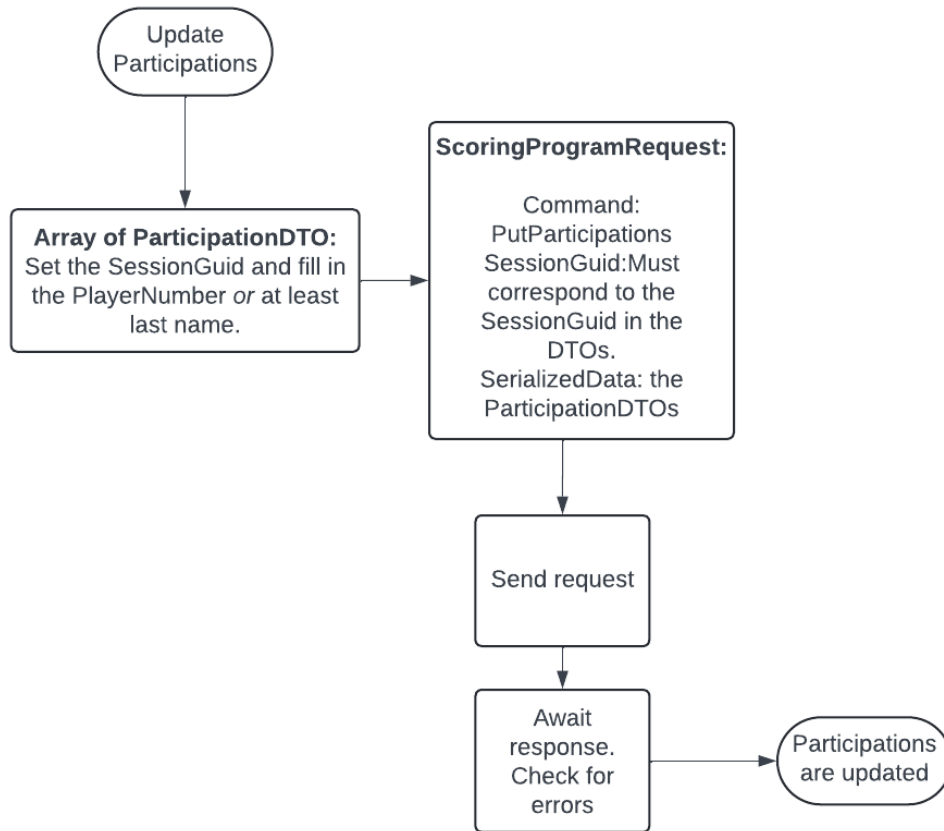 Update
Participations
Array of ParticipationDTO:
Set the SessionGuid and fill in
the PlayerNumber or at least
last name.
ScoringProgramRequest:
Command:
PutParticipations
SessionGuid:Must
correspond to the
SessionGuid in the
DTOs.
SerializedData: the
ParticipationDTOs
Send request
Await
response.
Check for
errors
Participations
are updated